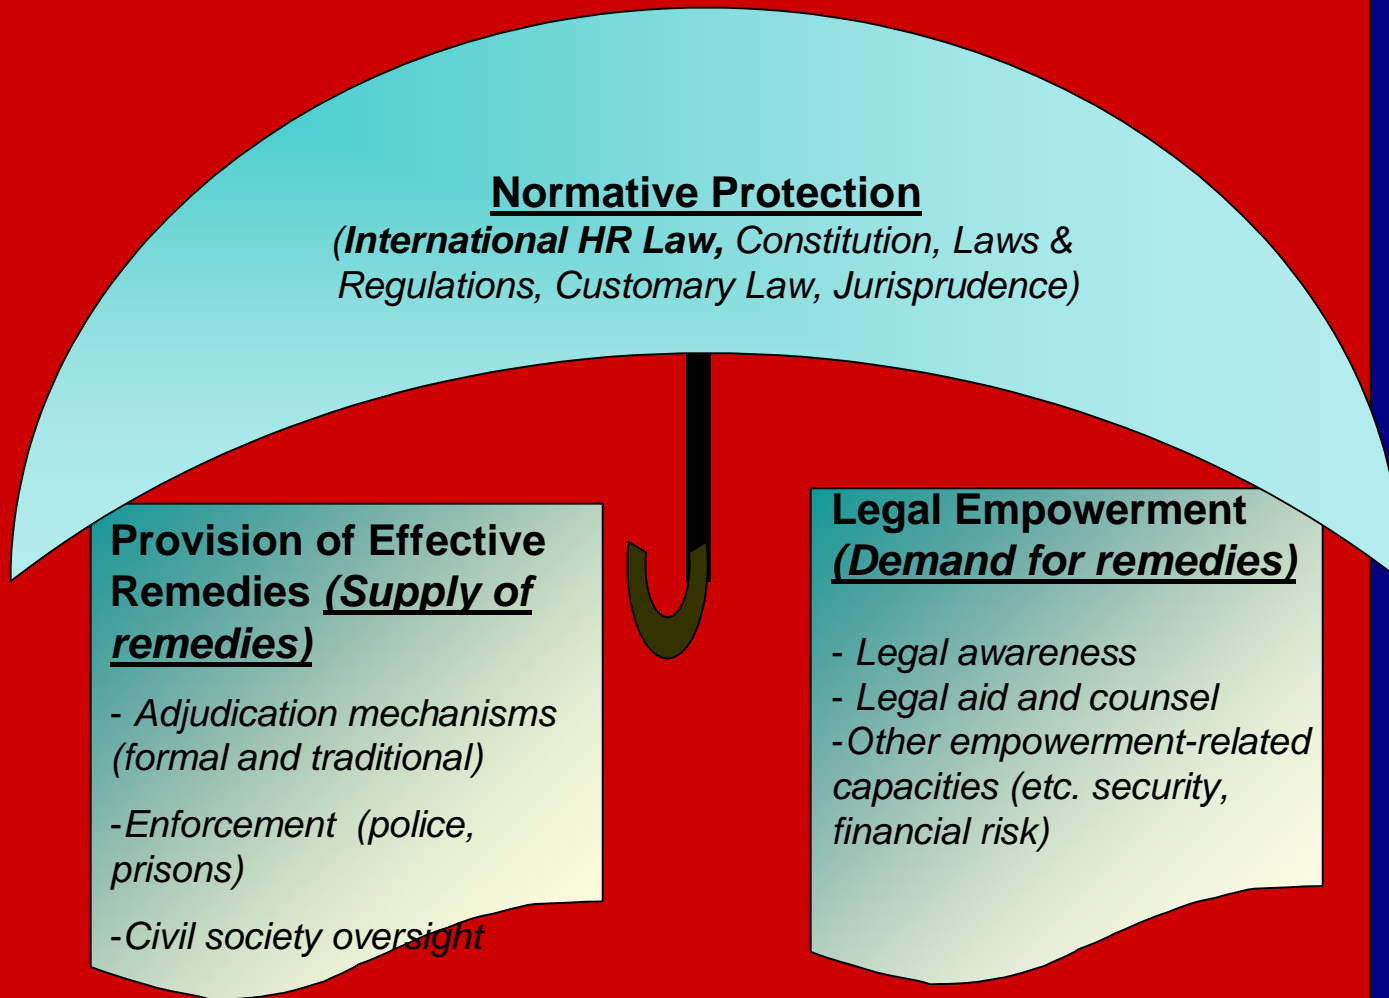 Normative Protection
(International HR Law, Constitution, Laws &
Regulations, Customary Law, Jurisprudence)
Provision of Effective
Remedies (Supply of
remedies)
- Adjudication mechanisms
(formal and traditional)
-Enforcement (police,
prisons)
-Civil society oversight
Legal Empowerment
(Demand for remedies)
- Legal awareness
- Legal aid and counsel
-Other empowerment-related
capacities (etc. security,
financial risk)